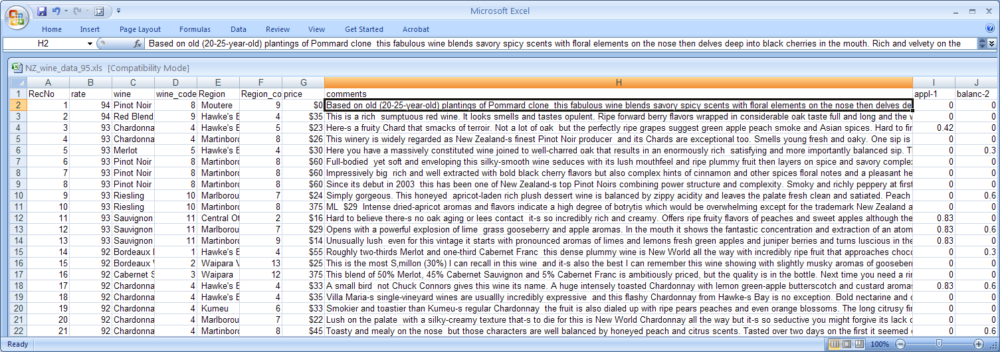 Microsoft Excel
Home Insert Page Layout Formulas Data Review View Get Started Acrobat
H2 fx Based on old (20-25-year-old) plantings of Pommard clone this fabulous wine blends savory spicy scents with floral elements on the nose then delves deep into black cherries in the mouth. Rich and velvety on the
NZ_wine_data_95.xls [Compatibility Mode]
A B C D E F G H I J
1 RecNo rate wine wine_code Region Region_co price comments appl-1 balanc-2
2 1 94 Pinot Noir 8 Moutere 9 $0 Based on old (20-25-year-old) plantings of Pommard clone this fabulous wine blends savory spicy scents with floral elements on the nose then delves de 0 0
3 2 94 Red Blend 9 Hawke's E 4 $35 This is a rich sumptuous red wine. It looks smells and tastes opulent. Ripe forward berry flavors wrapped in considerable oak taste full and long and the v 0 0
4 3 93 Chardonna 4 Hawke's E 5 $23 Here-s a fruity Chard that smacks of terroir. Not a lot of oak but the perfectly ripe grapes suggest green apple peach smoke and Asian spices. Hard to fir 0.42 0
5 4 93 Chardonna 4 Martinborc 8 $26 This winery is widely regarded as New Zealand-s finest Pinot Noir producer and its Chards are exceptional too. Smells young fresh and oaky. One sip is 0 0
6 5 93 Merlot 5 Hawke's E 4 $30 Here you have a massively constituted wine joined to well-charred oak that results in an enormously rich satisfying and more importantly balanced sip. T 0 0.3
7 6 93 Pinot Noir 8 Martinborc 8 $60 Full-bodied yet soft and enveloping this silky-smooth wine seduces with its lush mouthfeel and ripe plummy fruit then layers on spice and savory comple 0 0
8 7 93 Pinot Noir 8 Martinborc 8 $60 Impressively big rich and well extracted with bold black cherry flavors but also complex hints of cinnamon and other spices floral notes and a pleasant he 0 0
9 8 93 Pinot Noir 8 Martinborc 8 $60 Since its debut in 2003 this has been one of New Zealand-s top Pinot Noirs combining power structure and complexity. Smoky and richly peppery at first 0 0
10 9 93 Riesling 10 Marlborou 7 $24 Simply gorgeous. This honeyed apricot-laden rich plush dessert wine is balanced by zippy acidity and leaves the palate fresh clean and satiated. Peach 0 0.6
11 10 93 Riesling 10 Martinborc 8 375 ML $29 Intense dried-apricot aromas and flavors indicate a high degree of botrytis which would be overwhelming except for the trademark New Zealand a 0 0
12 11 93 Sauvignon 11 Central Ot 2 $16 Hard to believe there-s no oak aging or lees contact it-s so incredibly rich and creamy. Offers ripe fruity flavors of peaches and sweet apples although the 0.83 0
13 12 93 Sauvignon 11 Marlborou 7 $29 Opens with a powerful explosion of lime grass gooseberry and apple aromas. In the mouth it shows the fantastic concentration and extraction of an atom 0.83 0.6
14 13 93 Sauvignon 11 Martinborc 9 $14 Unusually lush even for this vintage it starts with pronounced aromas of limes and lemons fresh green apples and juniper berries and turns luscious in the 0.83 0
15 14 92 Bordeaux 1 Hawke's E 4 $55 Roughly two-thirds Merlot and one-third Cabernet Franc this dense plummy wine is New World all the way with incredibly ripe fruit that approaches choc 0 0.3
16 15 92 Bordeaux 2 Waipara V 13 $25 This is the most S,millon (30%) I can recall in this wine and it-s also the best I can remember this wine showing with slightly musky aromas of gooseber 0 0
17 16 92 Cabernet S 3 Waipara 12 375 This blend of 50% Merlot, 45% Cabernet Sauvignon and 5% Cabernet Franc is ambitiously priced, but the quality is in the bottle. Next time you need a rir 0 0
18 17 92 Chardonna 4 Hawke's E 4 $33 A small bird not Chuck Connors gives this wine its name. A huge intensely toasted Chardonnay with lemon green-apple butterscotch and custard aroma 0.83 0.6
19 18 92 Chardonna 4 Hawke's E 4 $35 Villa Maria-s single-vineyard wines are usuallly incredibly expressive and this flashy Chardonnay from Hawke-s Bay is no exception. Bold nectarine and c 0 0
20 19 92 Chardonna 4 Kumeu 6 $33 Smokier and toastier than Kumeu-s regular Chardonnay the fruit is also dialed up with ripe pears peaches and even orange blossoms. The long citrusy fir 0 0
21 20 92 Chardonna 4 Marlborou 7 $22 Lush on the palate with a silky-creamy texture that-s to die for this is New World Chardonnay all the way but it-s so seductive you might forgive its lack c 0 0
22 21 92 Chardonna 4 Martinborc 8 $45 Toasty and mealy on the nose but those characters are well balanced by honeyed peach and citrus scents. Tasted over two days on the first it seemed 0 0.6
Ready 100%